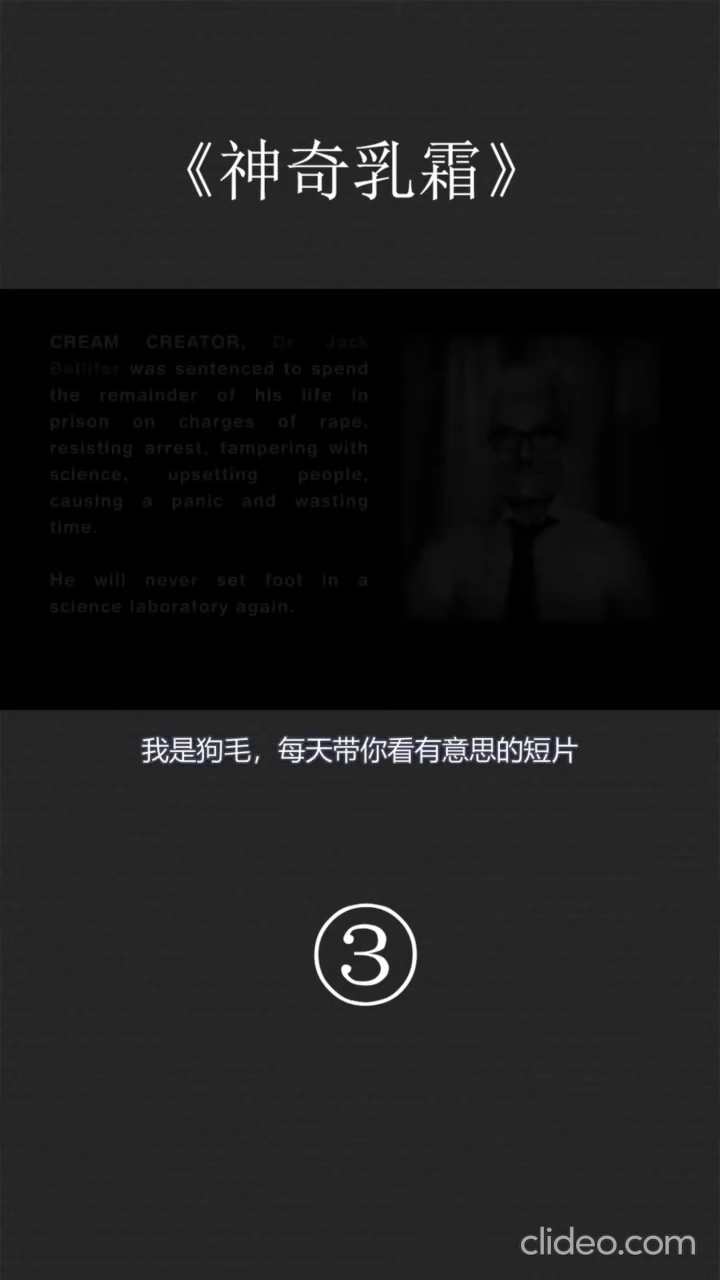 《神奇乳霜》
CREAM CREATOR, Dr Jack
Bellifer was sentenced to spend
the remainder of his life in
prison on charges of rape,
resisting arrest, tampering with
science, upsetting people,
causing a panic and wasting
time.
He will never set foot in a
science laboratory again.
我是狗毛，每天带你看有意思的短片
③
clideo.com